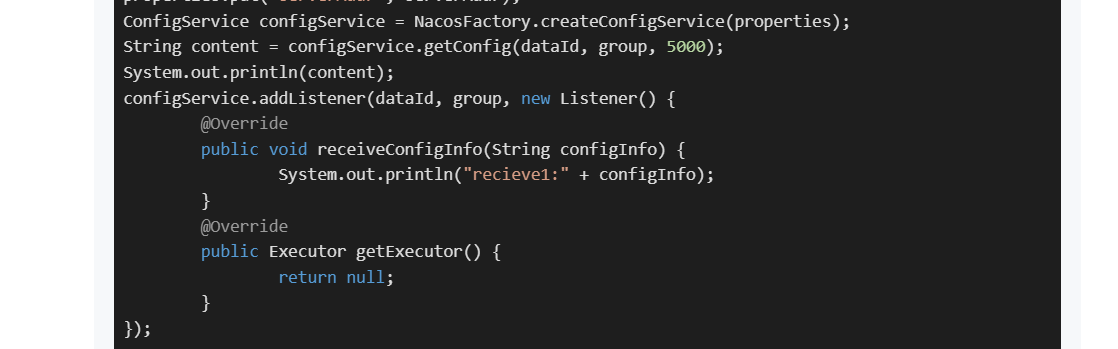 ConfigService configService = NacosFactory.createConfigService(properties);
String content = configService.getConfig(dataId, group, 5000);
System.out.println(content);
configService.addListener(dataId, group, new Listener() {
@Override
public void receiveConfigInfo(String configInfo) {
System.out.println("recieve1:" + configInfo);
}
@Override
public Executor getExecutor() {
return null;
}
});